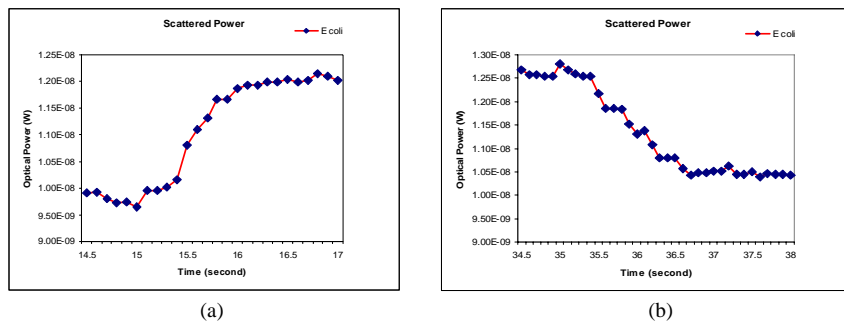 Scattered Power
E coli
Optical Power (W)
1.25E-08
1.20E-08
1.15E-08
1.10E-08
1.05E-08
1.00E-08
9.50E-09
9.00E-09
14.5 15 15.5 16 16.5 17
Time (second)
(a)
Scattered Power
E coli
Optical Power (W)
1.30E-08
1.25E-08
1.20E-08
1.15E-08
1.10E-08
1.05E-08
1.00E-08
9.50E-09
9.00E-09
34.5 35 35.5 36 36.5 37 37.5 38
Time (second)
(b)